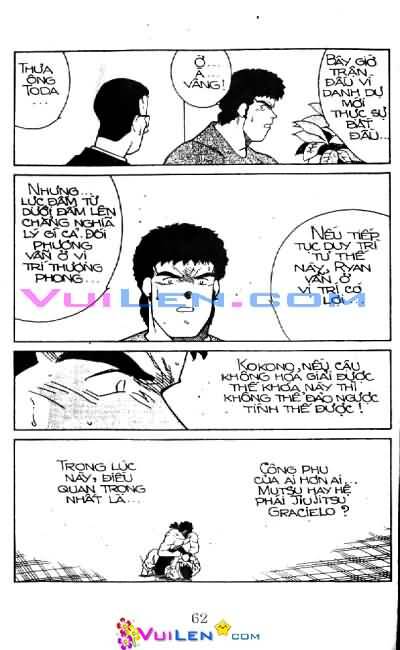 THƯA
ÔNG
TODA
...
Ờ...
À...
VÂNG!
BÂY GIỜ
TRẬN
ĐẤU VÌ
DANH DỰ
MỚI
THỰC SỰ
BẮT
ĐẦU...
NHƯNG...
LỰC ĐẤM TỪ
DƯỚI ĐẤM LÊN
CHẲNG NGHĨA
LÝ GÌ CẢ. ĐỐI
PHƯƠNG
VẪN Ở VỊ
TRÍ THƯỢNG
PHONG...
NẾU TIẾP
TỤC DUY TRÌ
TƯ THẾ
NÀY, RYAN
VẪN Ở
VỊ TRÍ CÓ
LỢI.
VUILEN.COM
KOKONO, NẾU CẬU
KHÔNG HÓA GIẢI ĐƯỢC
THẾ KHÓA NÀY THÌ
KHÔNG THỂ ĐẢO NGƯỢC
TÌNH THẾ ĐƯỢC!
TRONG LÚC
NÀY, ĐIỀU
QUAN TRỌNG
NHẤT LÀ...
CÔNG PHU
CỦA AI HƠN AI...
MUTSU HAY HỆ
PHÁI JIUJITSU
GRACIELO?
62
VUILEN.COM